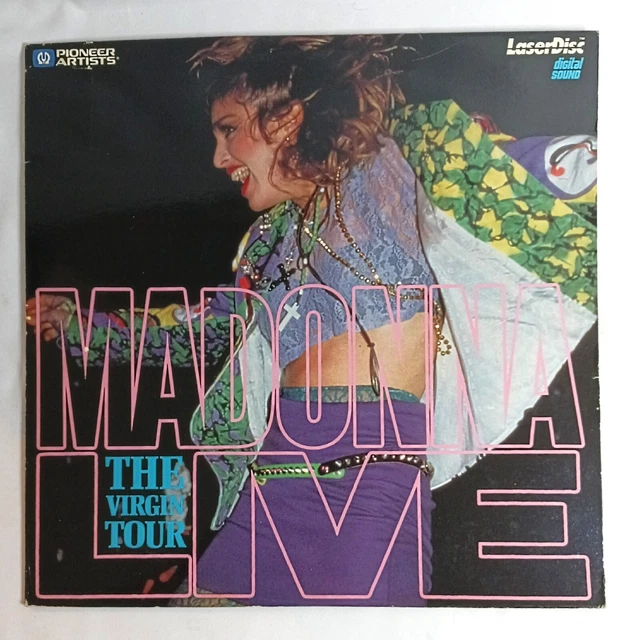 PIONEER
ARTISTS®
LaserDisc
digital
SOUND
MADONNA
LIVE
THE
VIRGIN
TOUR